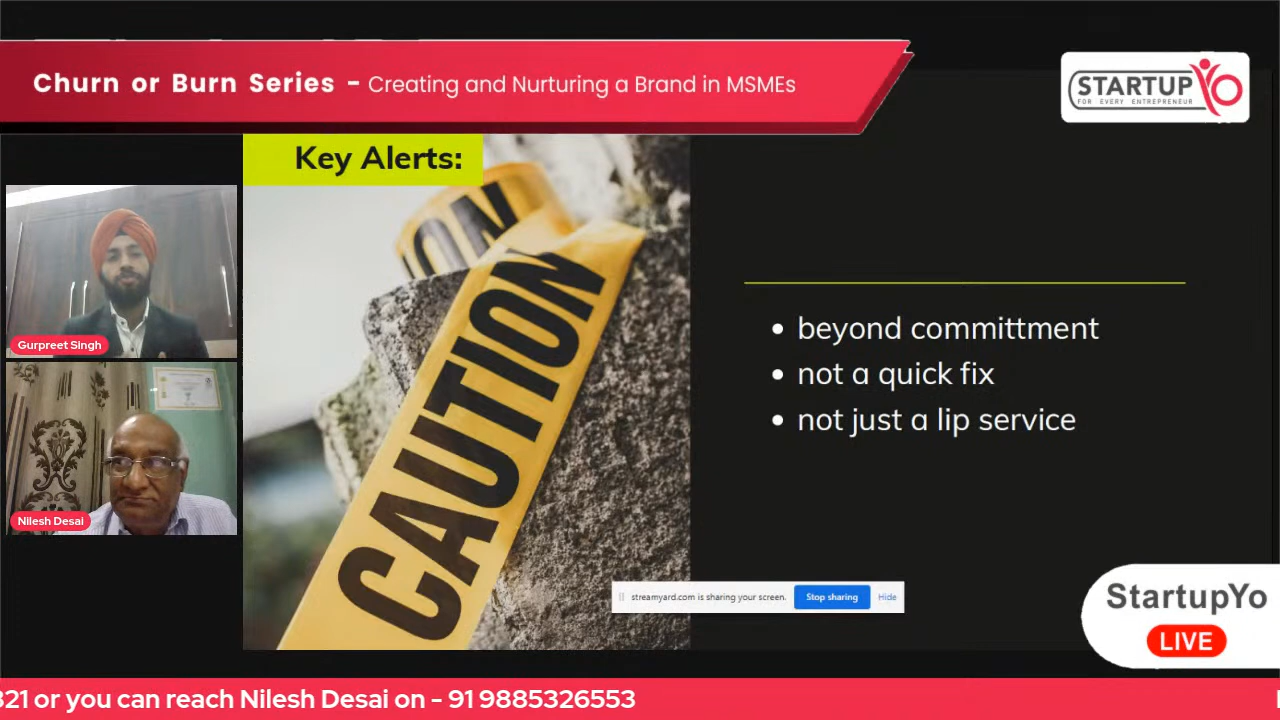 Churn or Burn Series - Creating and Nurturing a Brand in MSMEs
STARTUP YO
FOR EVERY ENTREPRENEUR
Key Alerts:
ON
CAUTION
beyond committment
not a quick fix
not just a lip service
Gurpreet Singh
Nilesh Desai
streamyard.com is sharing your screen.
Stop sharing
Hide
StartupYo
LIVE
321 or you can reach Nilesh Desai on - 91 9885326553